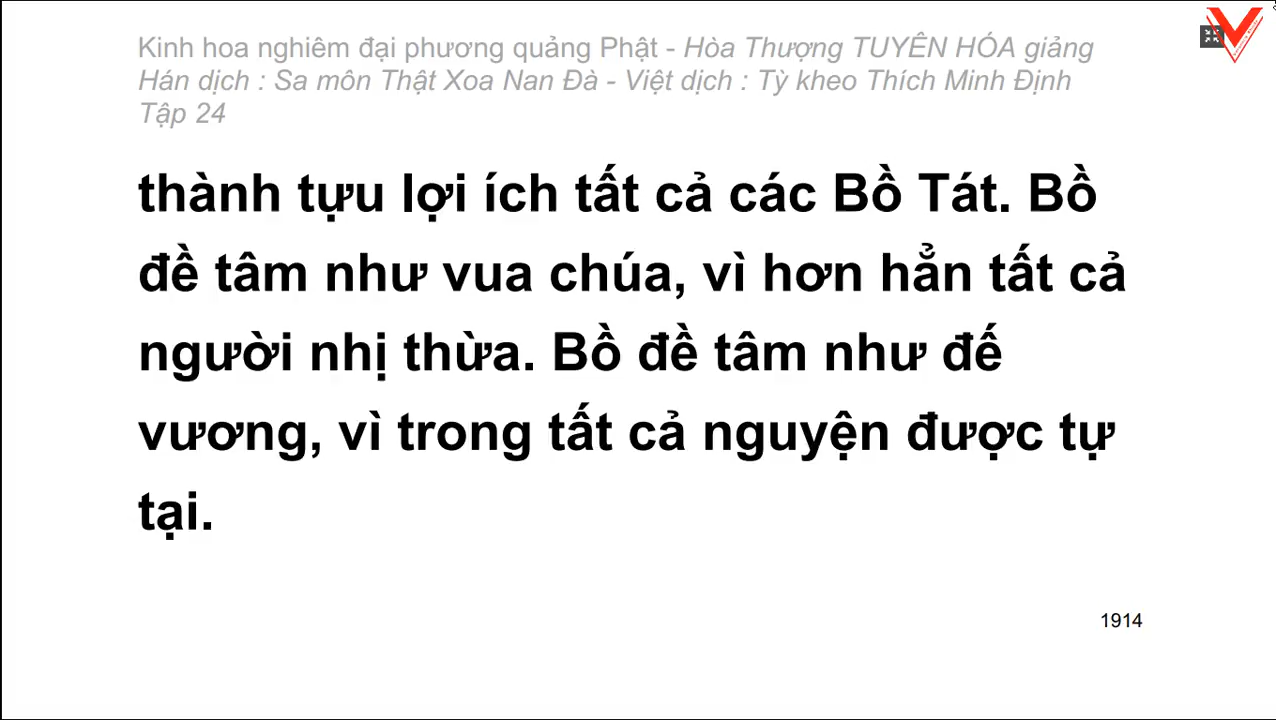 Kinh hoa nghiêm đại phương quảng Phật - Hòa Thượng TUYÊN HÓA giảng
Hán dịch : Sa môn Thật Xoa Nan Đà - Việt dịch : Tỳ kheo Thích Minh Định
Tập 24
thành tựu lợi ích tất cả các Bồ Tát. Bồ
đề tâm như vua chúa, vì hơn hẳn tất cả
người nhị thừa. Bồ đề tâm như đế
vương, vì trong tất cả nguyện được tự
tại.
1914